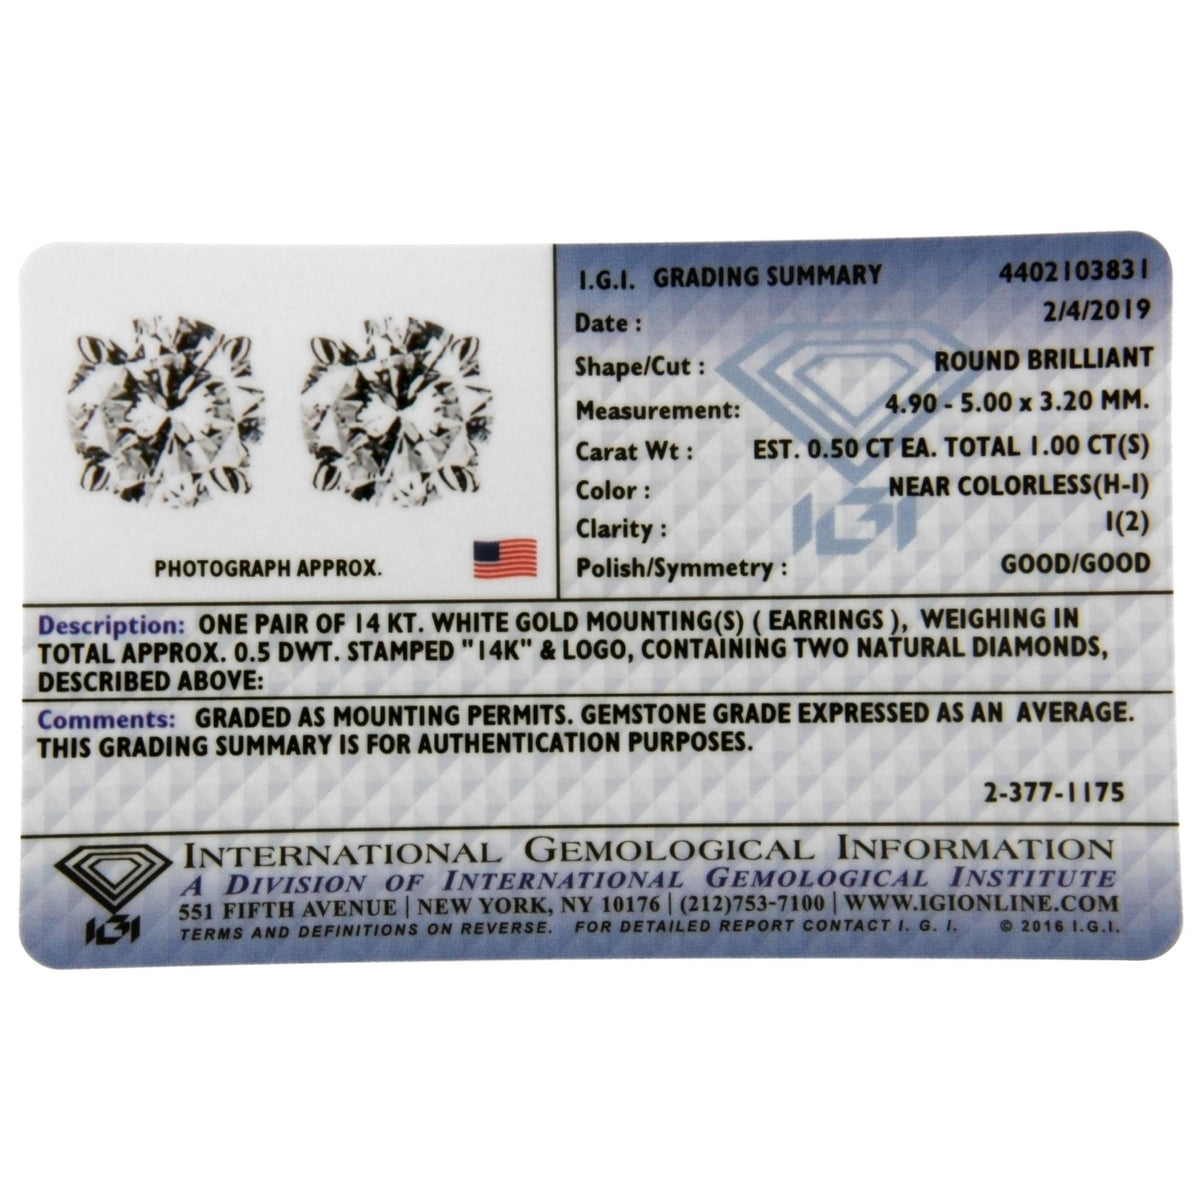 I.G.I. GRADING SUMMARY 4402103831
Date : 2/4/2019
Shape/Cut : ROUND BRILLIANT
Measurement: 4.90 - 5.00 x 3.20 MM.
Carat Wt : EST. 0.50 CT EA. TOTAL 1.00 CT(S)
Color : NEAR COLORLESS(H-I)
Clarity : I(2)
Polish/Symmetry : GOOD/GOOD
IGI
PHOTOGRAPH APPROX.
Description: ONE PAIR OF 14 KT. WHITE GOLD MOUNTING(S) ( EARRINGS ), WEIGHING IN
TOTAL APPROX. 0.5 DWT. STAMPED "14K" & LOGO, CONTAINING TWO NATURAL DIAMONDS,
DESCRIBED ABOVE:
Comments: GRADED AS MOUNTING PERMITS. GEMSTONE GRADE EXPRESSED AS AN AVERAGE.
THIS GRADING SUMMARY IS FOR AUTHENTICATION PURPOSES.
2-377-1175
IGI
INTERNATIONAL GEMOLOGICAL INFORMATION
A DIVISION OF INTERNATIONAL GEMOLOGICAL INSTITUTE
551 FIFTH AVENUE | NEW YORK, NY 10176 | (212)753-7100 | WWW.IGIONLINE.COM
TERMS AND DEFINITIONS ON REVERSE. FOR DETAILED REPORT CONTACT I. G. I. © 2016 I.G.I.